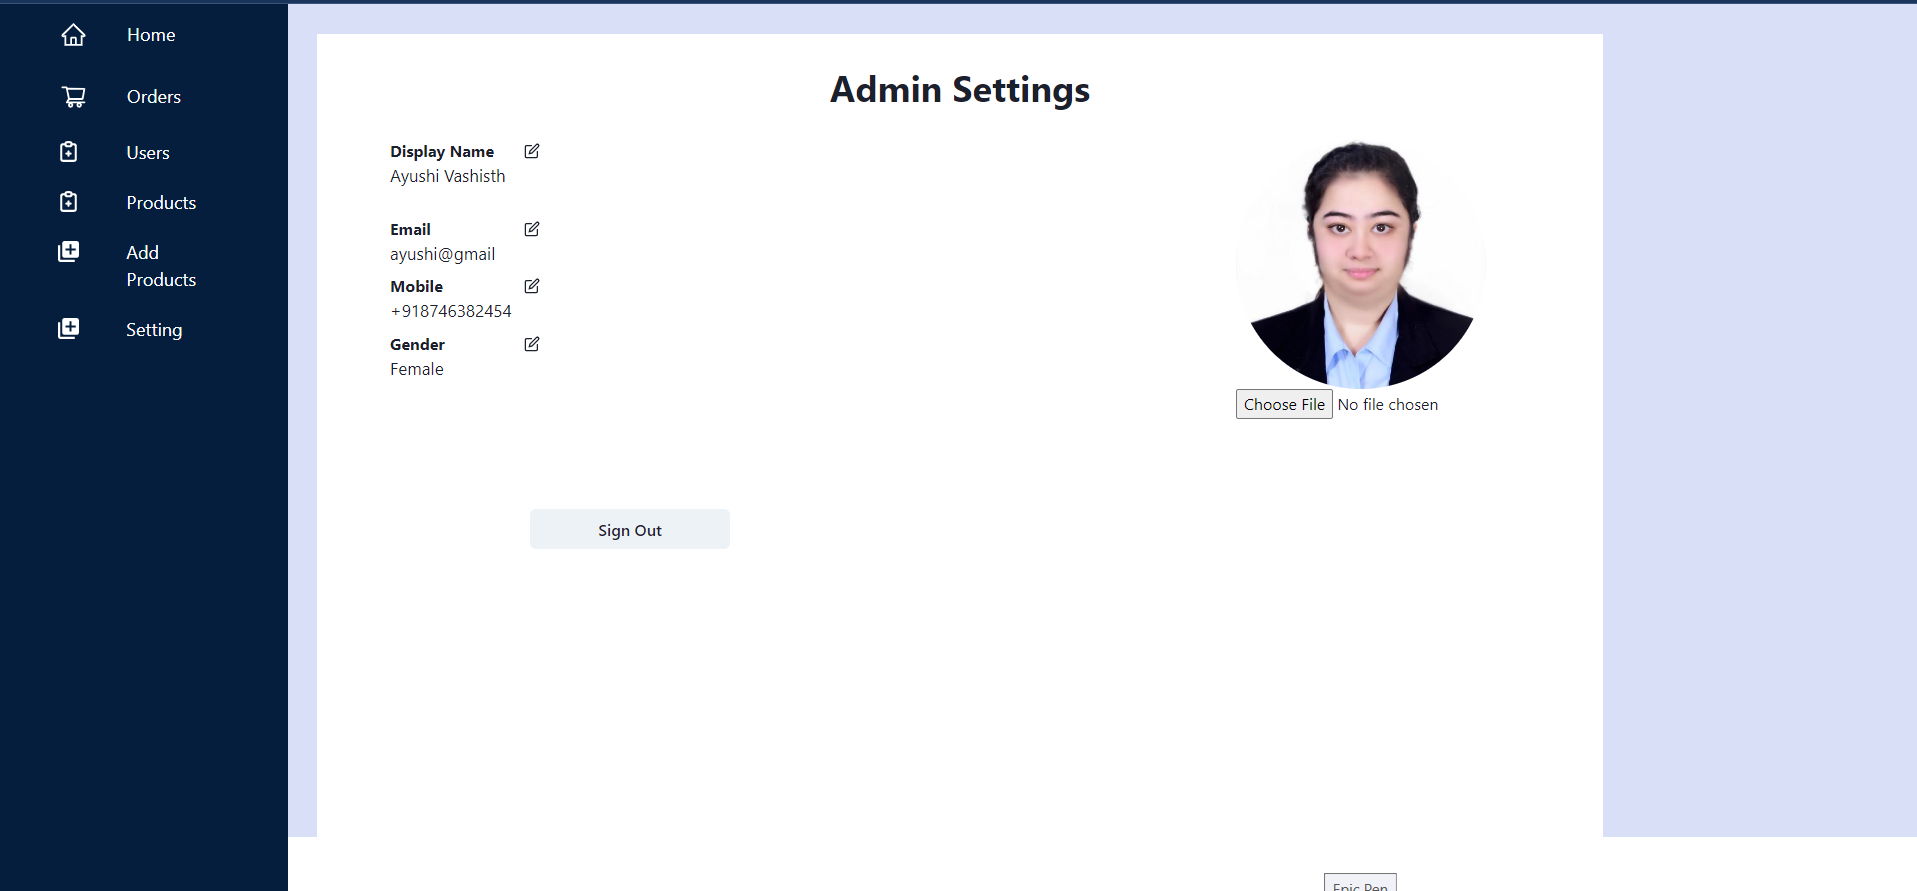 Home
Orders
Users
Products
Add
Products
Setting
Admin Settings
Display Name
Ayushi Vashisth
Email
ayushi@gmail
Mobile
+918746382454
Gender
Female
Choose File No file chosen
Sign Out
Epic Pen